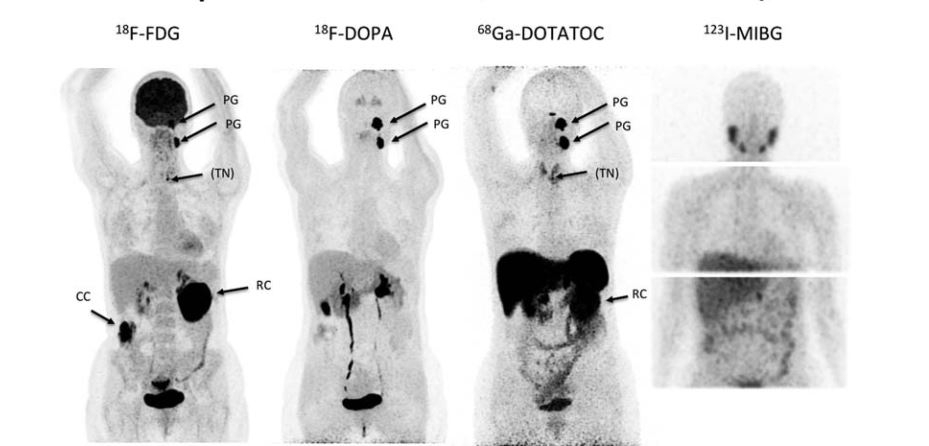 18F-FDG
18F-DOPA
68Ga-DOTATOC
123I-MIBG
PG
PG
(TN)
CC
RC
PG
PG
PG
PG
(TN)
RC